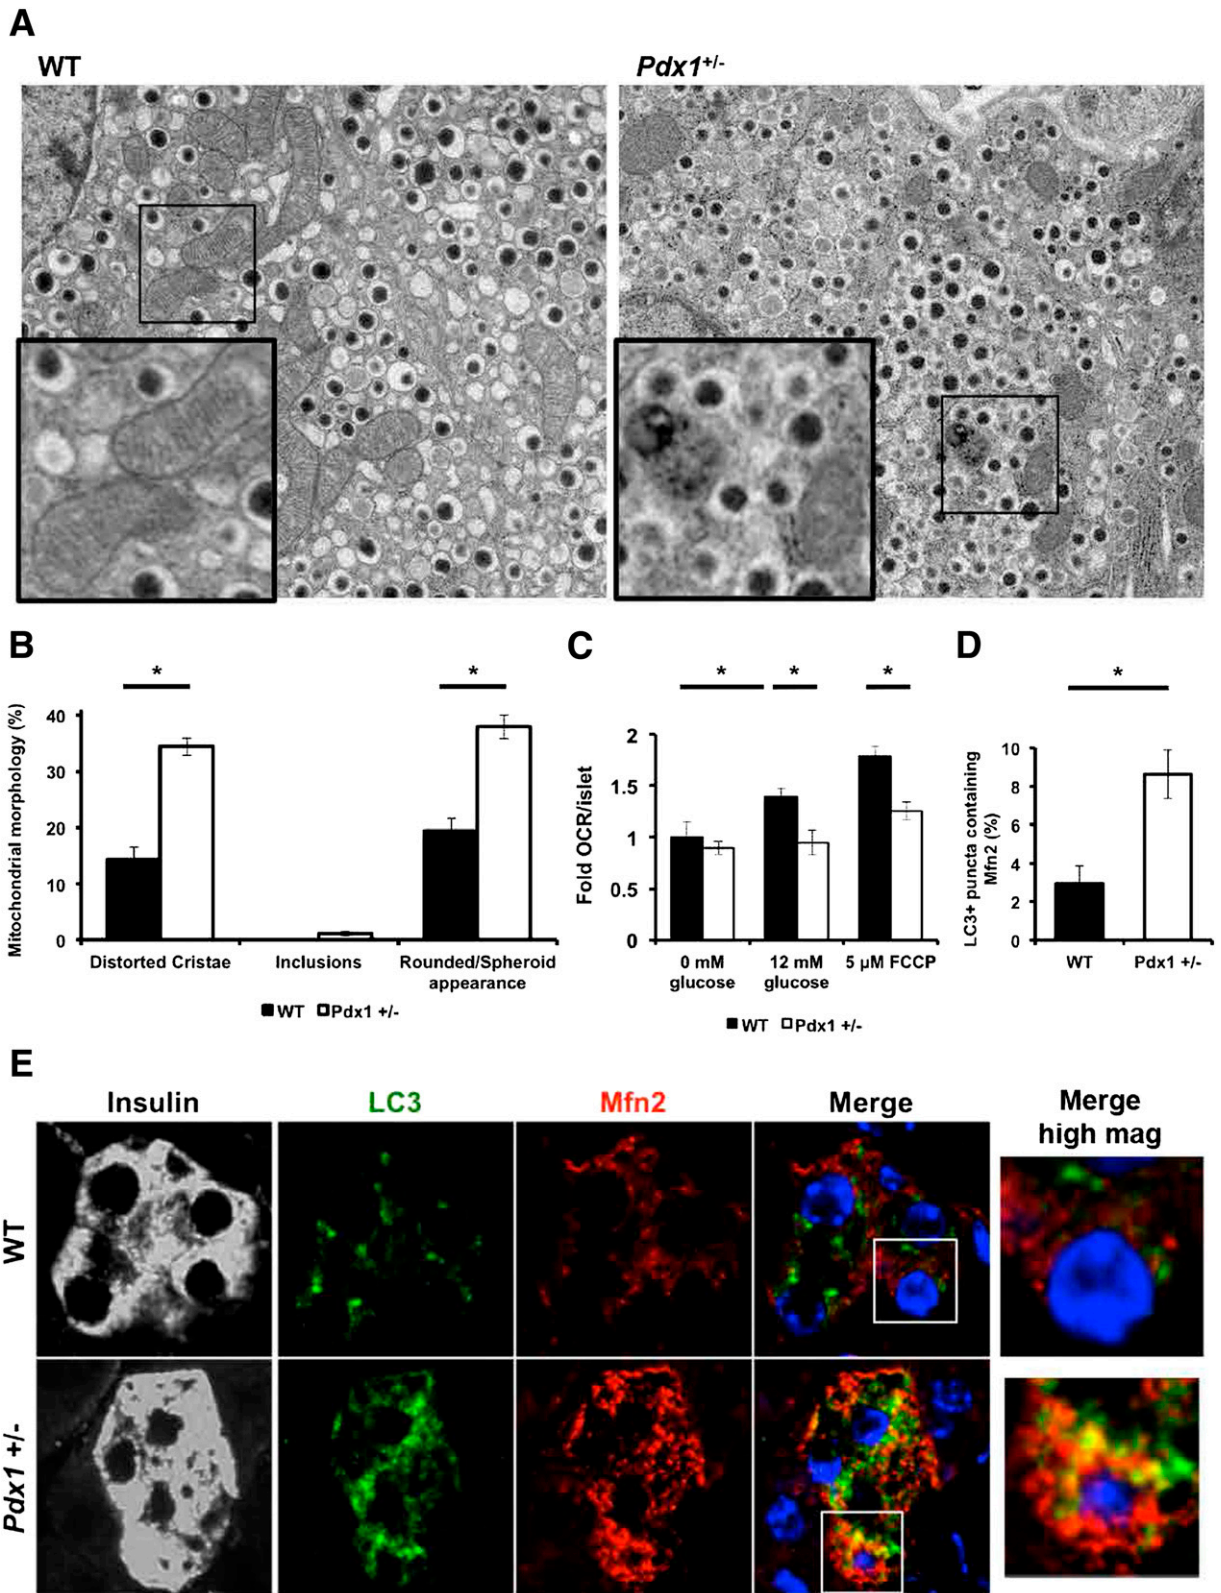 A
WT
Pdx1+/-
B
Mitochondrial morphology (%)
*
*
40
30
20
10
0
Distorted Cristae
Inclusions
Rounded/Spheroid
appearance
WT Pdx1 +/-
C
Fold OCR/islet
*
*
*
2
1.5
1
0.5
0
0 mM
glucose
12 mM
glucose
5 µM FCCP
WT Pdx1 +/-
D
LC3+ puncta containing
Mfn2 (%)
*
10
8
6
4
2
0
WT
Pdx1 +/-
E
Insulin
LC3
Mfn2
Merge
Merge
high mag
WT
Pdx1 +/-